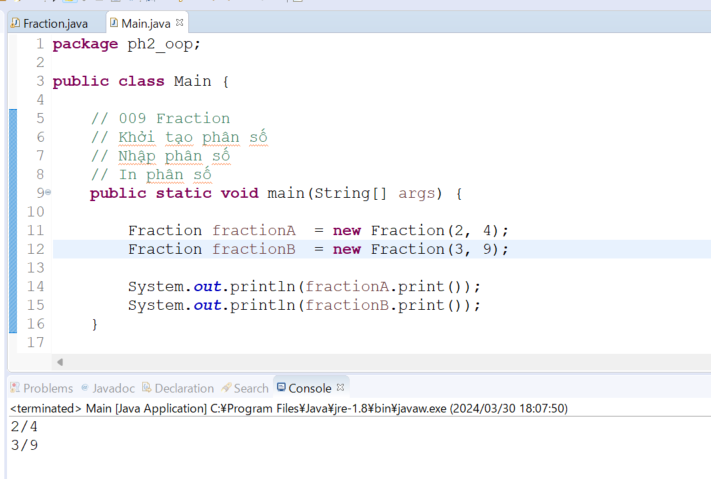 Fraction.java Main.java
1 package ph2_oop;
2
3 public class Main {
4
5 // 009 Fraction
6 // Khởi tạo phân số
7 // Nhập phân số
8 // In phân số
9 public static void main(String[] args) {
10
11 Fraction fractionA = new Fraction(2, 4);
12 Fraction fractionB = new Fraction(3, 9);
13
14 System.out.println(fractionA.print());
15 System.out.println(fractionB.print());
16 }
17
Problems Javadoc Declaration Search Console
<terminated> Main [Java Application] C:¥Program Files¥Java¥jre-1.8¥bin¥javaw.exe (2024/03/30 18:07:50)
2/4
3/9